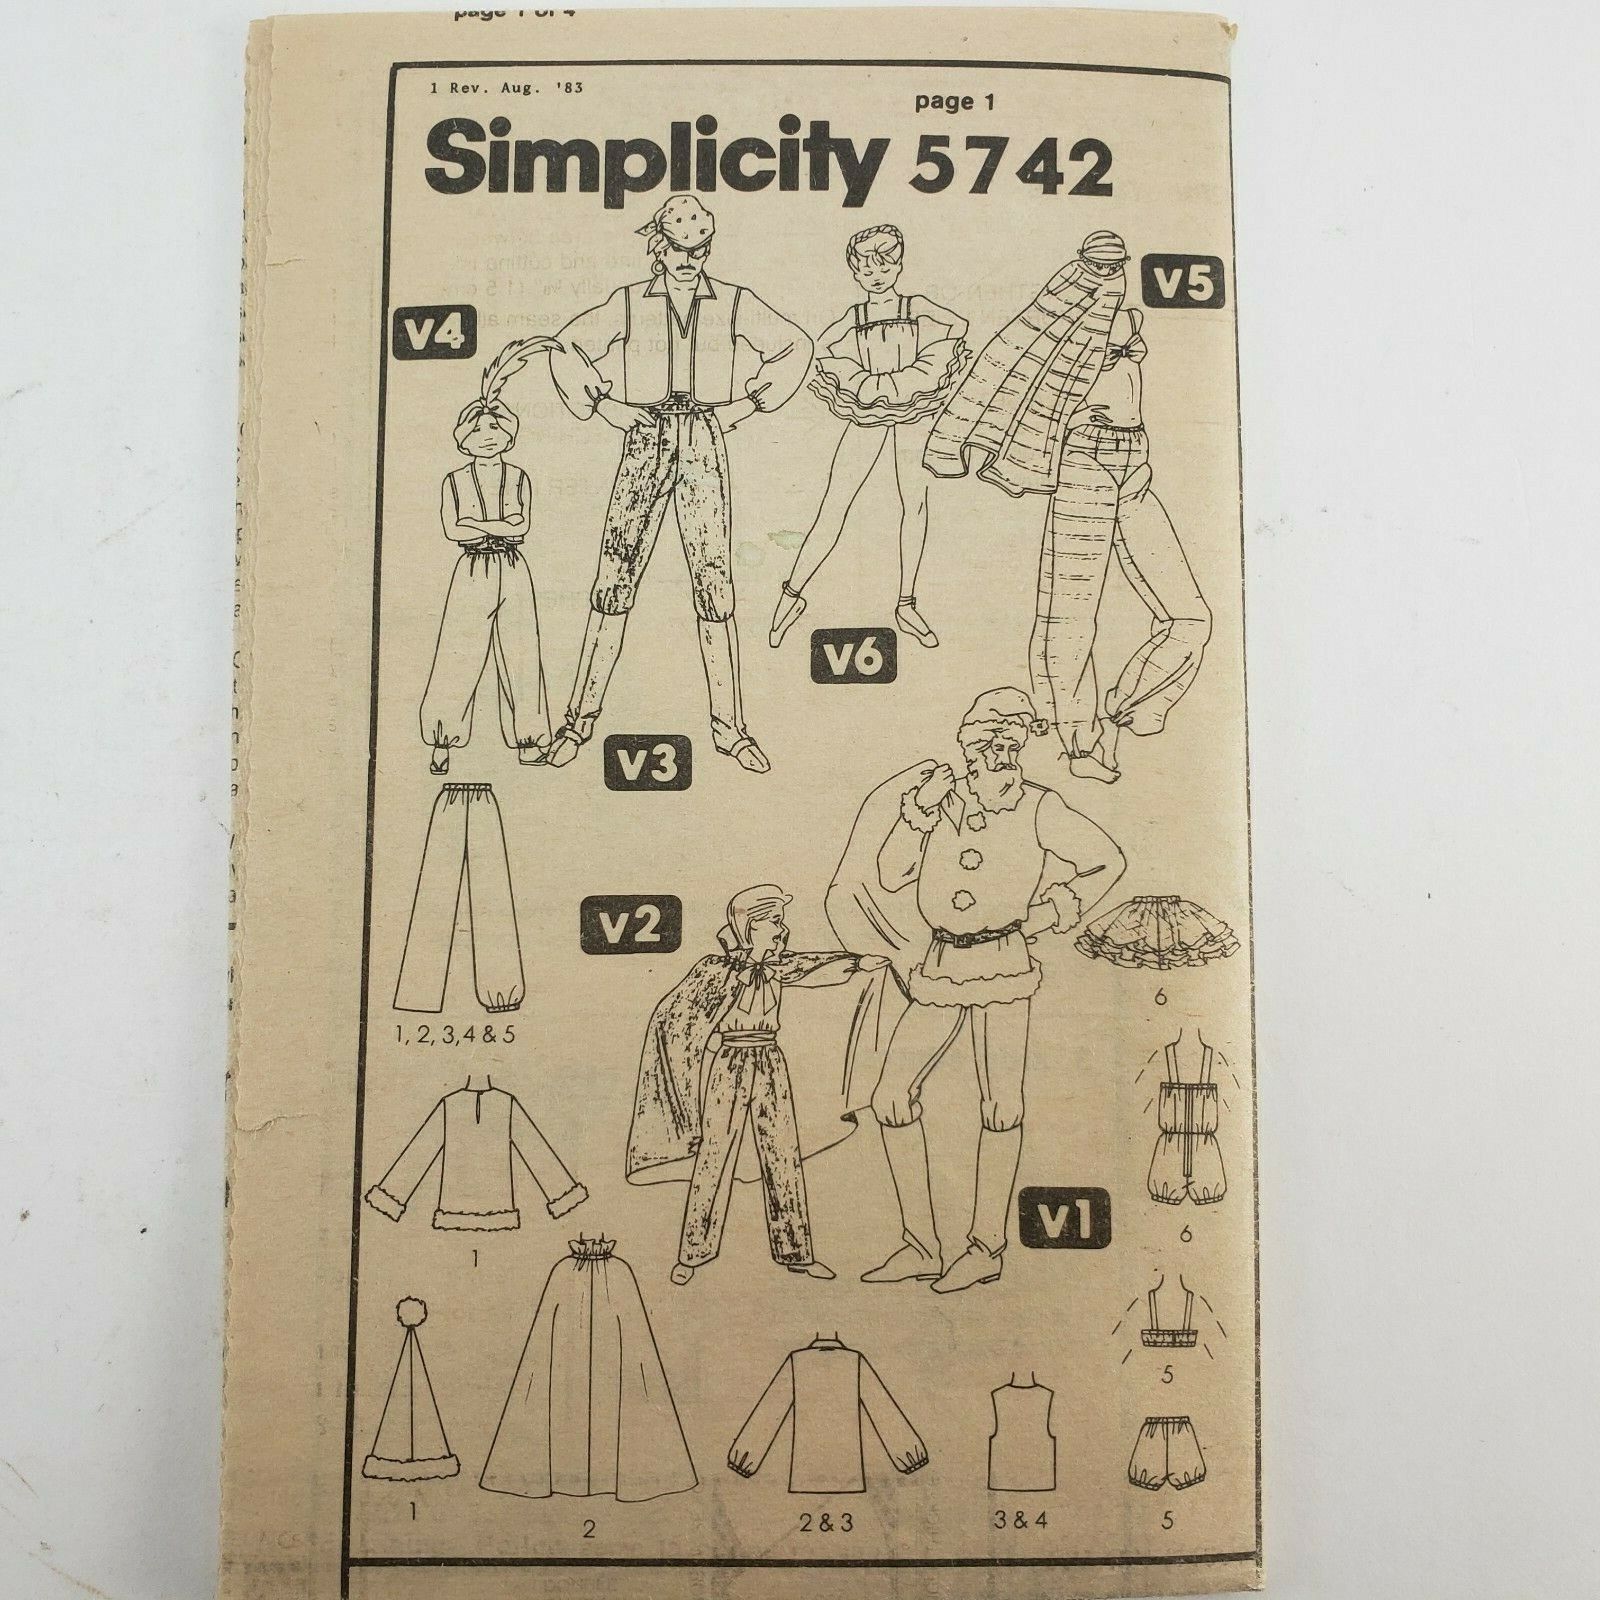 page 1 of 4
1 Rev. Aug. '83
page 1
Simplicity 5742
v4
v5
v6
v3
v2
1, 2, 3, 4 & 5
6
v1
6
1
5
1
2
2 & 3
3 & 4
5